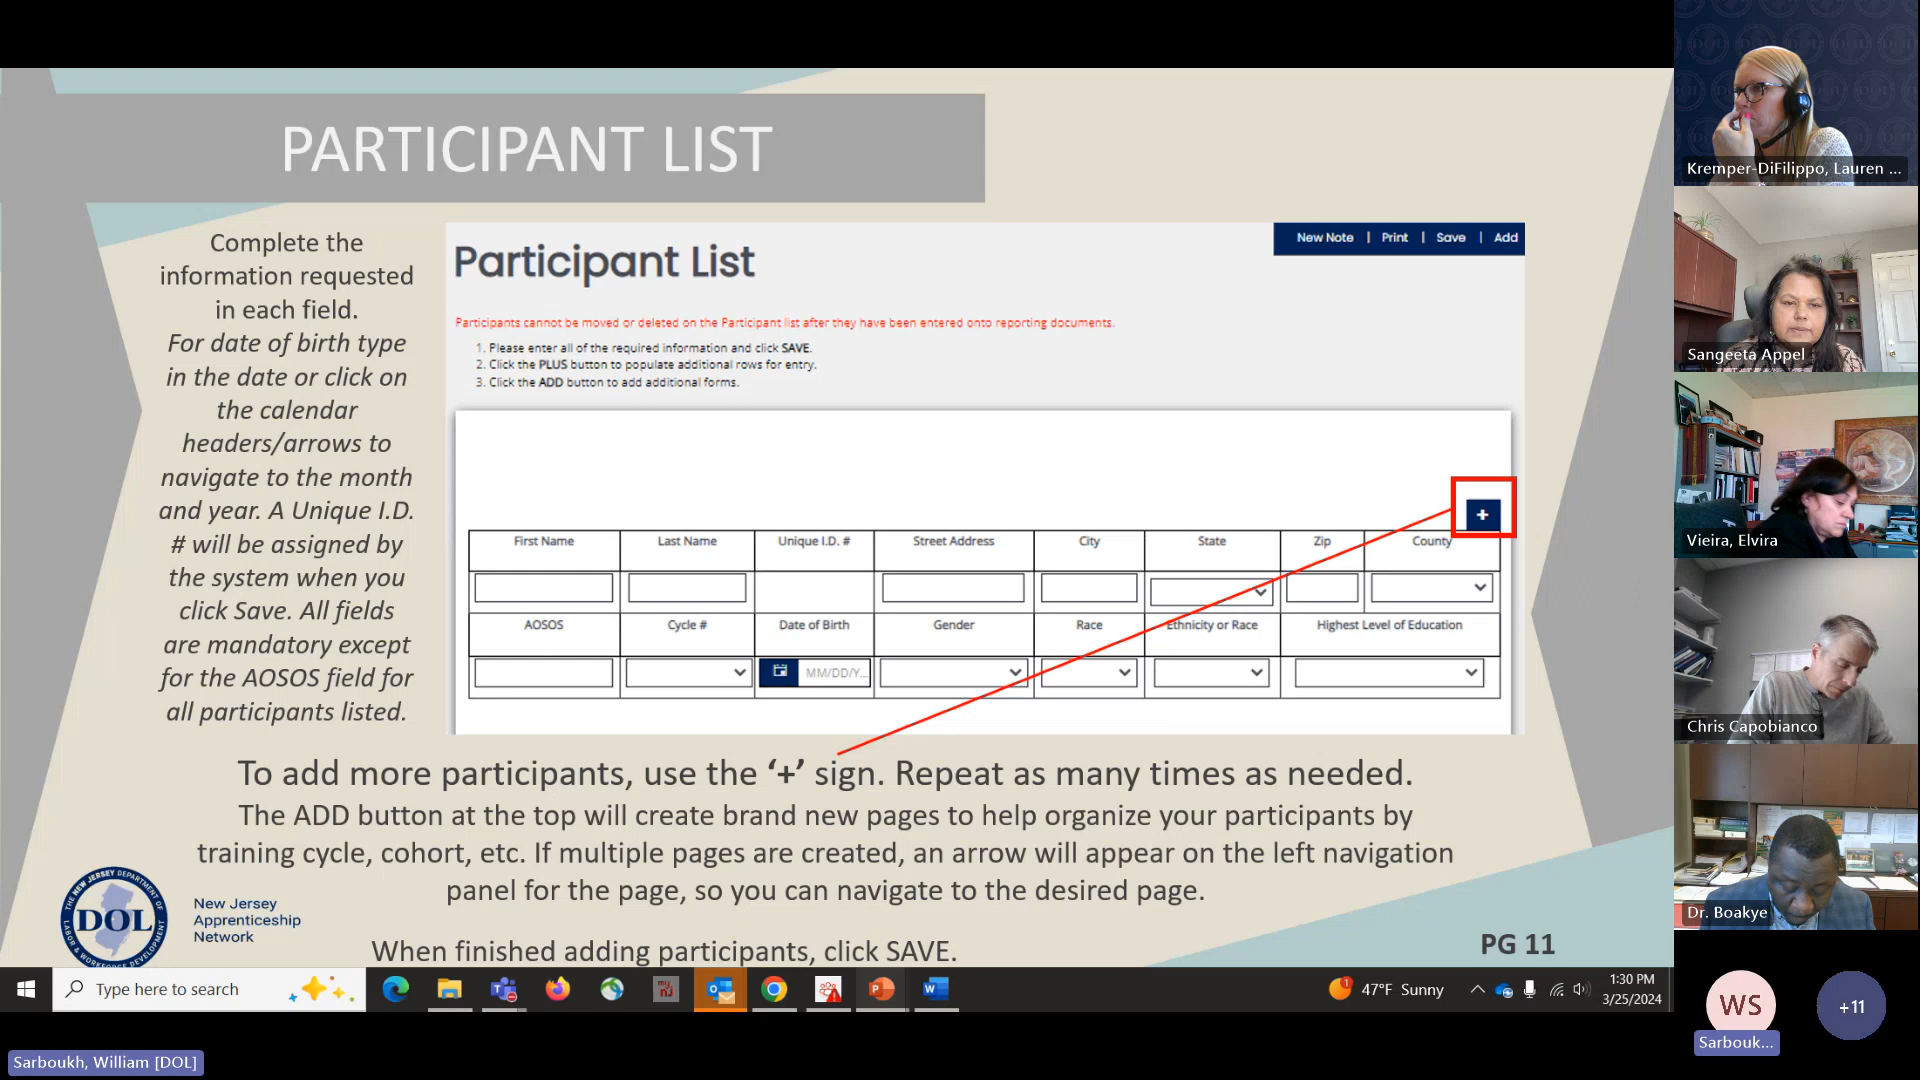 PARTICIPANT LIST
Complete the
information requested
in each field.
For date of birth type
in the date or click on
the calendar
headers/arrows to
navigate to the month
and year. A Unique I.D.
# will be assigned by
the system when you
click Save. All fields
are mandatory except
for the AOSOS field for
all participants listed.
New Note | Print | Save | Add
Participant List
Participants cannot be moved or deleted on the Participant list after they have been entered onto reporting documents.
1. Please enter all of the required information and click SAVE.
2. Click the PLUS button to populate additional rows for entry.
3. Click the ADD button to add additional forms.
+
First Name Last Name Unique I.D. # Street Address City State Zip County
AOSOS Cycle # Date of Birth Gender Race Ethnicity or Race Highest Level of Education
MM/DD/Y...
To add more participants, use the ‘+’ sign. Repeat as many times as needed.
The ADD button at the top will create brand new pages to help organize your participants by
training cycle, cohort, etc. If multiple pages are created, an arrow will appear on the left navigation
panel for the page, so you can navigate to the desired page.
When finished adding participants, click SAVE.
PG 11
THE NEW JERSEY DEPARTMENT OF
DOL
LABOR & WORKFORCE DEVELOPMENT
New Jersey
Apprenticeship
Network
Type here to search
47°F Sunny
1:30 PM
3/25/2024
Kremper-DiFilippo, Lauren ...
Sangeeta Appel
Vieira, Elvira
Chris Capobianco
Dr. Boakye
WS
Sarbouk...
+11
Sarboukh, William [DOL]